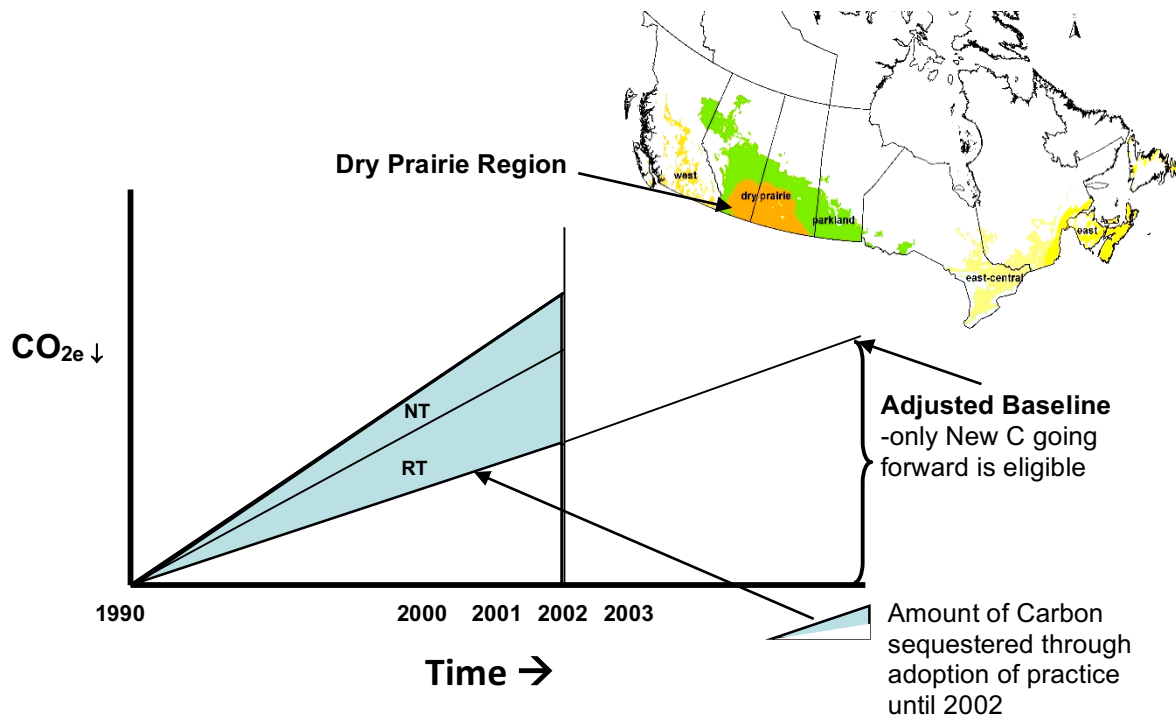 Dry Prairie Region
west
dry prairie
parkland
east
east-central
CO2e ↓
NT
RT
Adjusted Baseline
-only New C going
forward is eligible
1990
2000
2001
2002
2003
Time →
Amount of Carbon
sequestered through
adoption of practice
until 2002